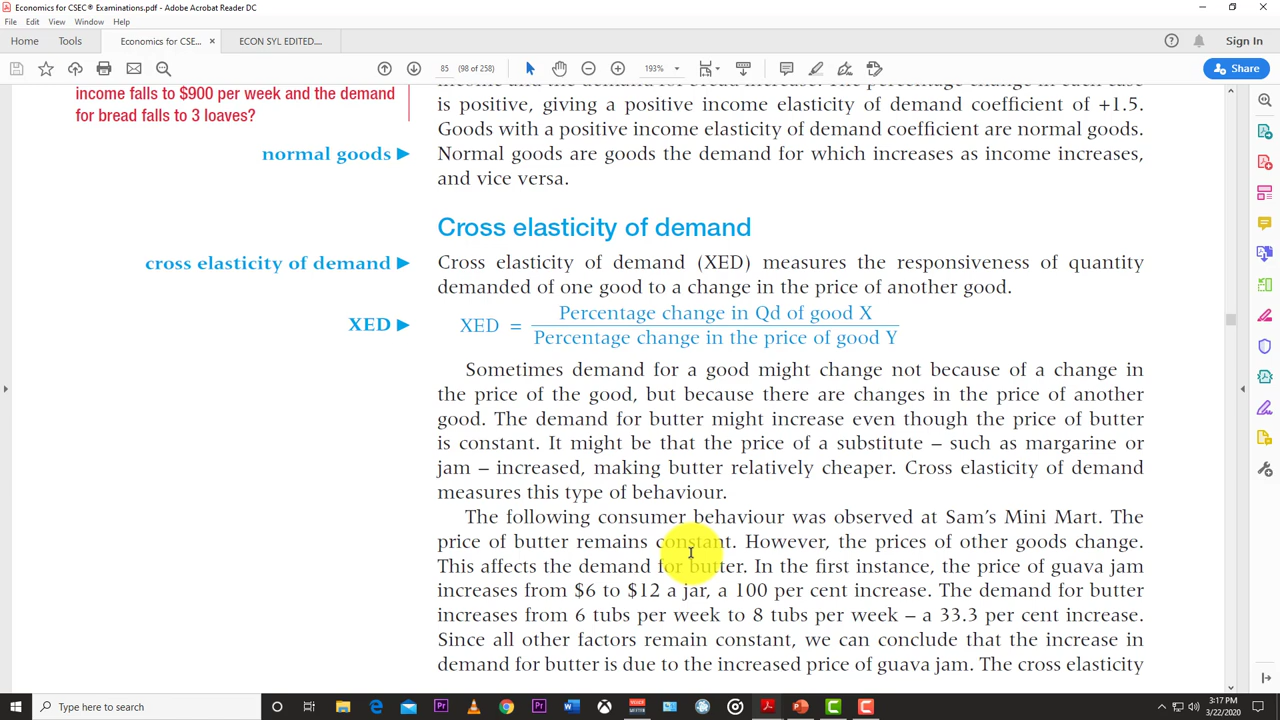 Economics for CSEC® Examinations.pdf - Adobe Acrobat Reader DC
File Edit View Window Help
Home Tools Economics for CSE... × ECON SYL EDITED.... Sign In
85 (98 of 258) 193% Share
income falls to $900 per week and the demand
for bread falls to 3 loaves?
is positive, giving a positive income elasticity of demand coefficient of +1.5.
Goods with a positive income elasticity of demand coefficient are normal goods.
normal goods ► Normal goods are goods the demand for which increases as income increases,
and vice versa.
Cross elasticity of demand
cross elasticity of demand ► Cross elasticity of demand (XED) measures the responsiveness of quantity
demanded of one good to a change in the price of another good.
XED ► XED = Percentage change in Qd of good X
Percentage change in the price of good Y
Sometimes demand for a good might change not because of a change in
the price of the good, but because there are changes in the price of another
good. The demand for butter might increase even though the price of butter
is constant. It might be that the price of a substitute – such as margarine or
jam – increased, making butter relatively cheaper. Cross elasticity of demand
measures this type of behaviour.
The following consumer behaviour was observed at Sam's Mini Mart. The
price of butter remains constant. However, the prices of other goods change.
This affects the demand for butter. In the first instance, the price of guava jam
increases from $6 to $12 a jar, a 100 per cent increase. The demand for butter
increases from 6 tubs per week to 8 tubs per week – a 33.3 per cent increase.
Since all other factors remain constant, we can conclude that the increase in
demand for butter is due to the increased price of guava jam. The cross elasticity
Type here to search
3:17 PM
3/22/2020